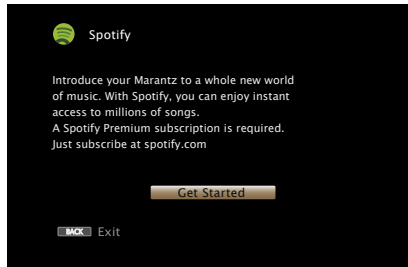 Spotify
Introduce your Marantz to a whole new world
of music. With Spotify, you can enjoy instant
access to millions of songs.
A Spotify Premium subscription is required.
Just subscribe at spotify.com
Get Started
BACK Exit